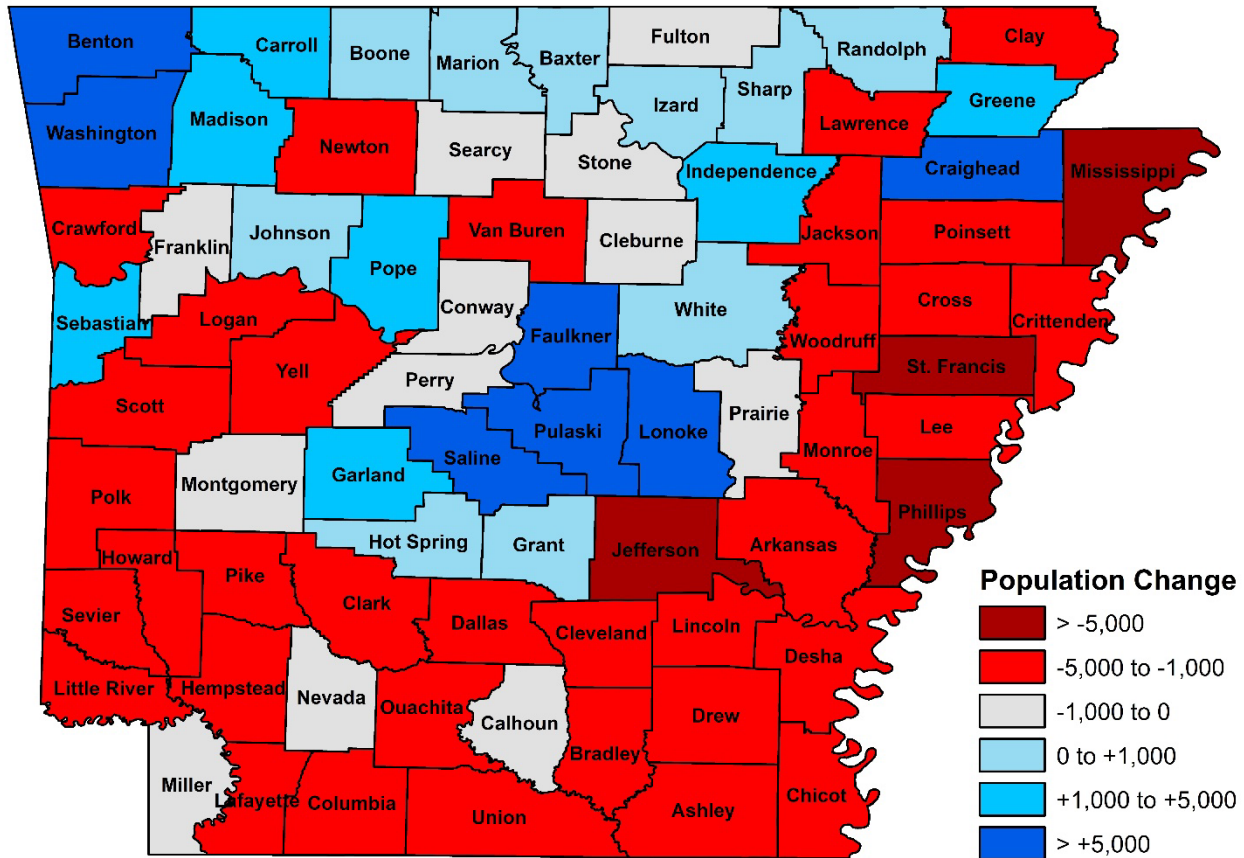 Benton
Carroll
Boone
Marion
Baxter
Fulton
Randolph
Clay
Izard
Sharp
Greene
Washington
Madison
Newton
Searcy
Stone
Lawrence
Independence
Craighead
Mississippi
Crawford
Franklin
Johnson
Pope
Van Buren
Cleburne
Jackson
Poinsett
Sebastian
Logan
Conway
Faulkner
White
Woodruff
Cross
Crittenden
Yell
Perry
St. Francis
Scott
Saline
Pulaski
Lonoke
Prairie
Monroe
Lee
Polk
Montgomery
Garland
Phillips
Hot Spring
Grant
Jefferson
Arkansas
Howard
Pike
Clark
Dallas
Cleveland
Lincoln
Desha
Sevier
Little River
Hempstead
Nevada
Ouachita
Calhoun
Bradley
Drew
Miller
Lafayette
Columbia
Union
Ashley
Chicot
Population Change
> -5,000
-5,000 to -1,000
-1,000 to 0
0 to +1,000
+1,000 to +5,000
> +5,000